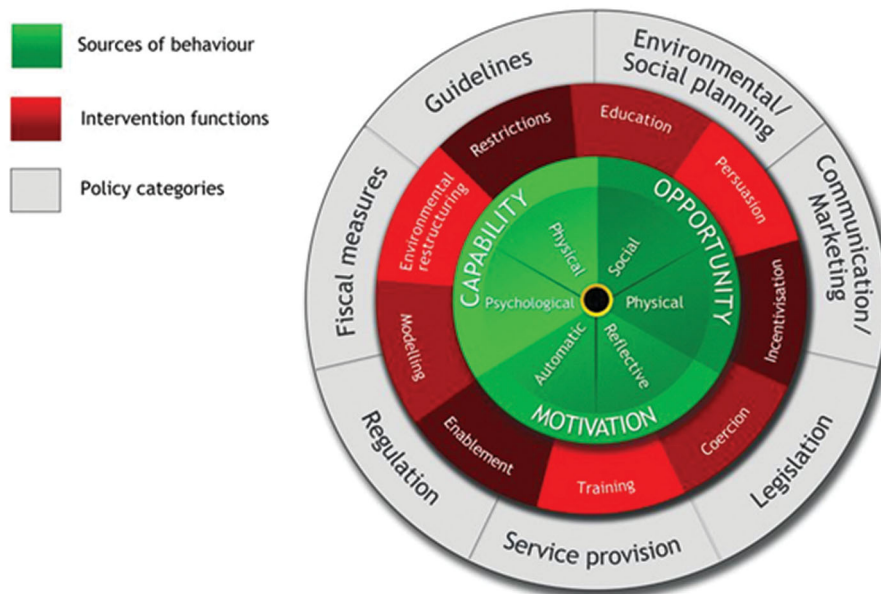 Sources of behaviour
Intervention functions
Policy categories
Guidelines
Environmental/
Social planning
Communication/
Marketing
Legislation
Service provision
Regulation
Fiscal measures
Restrictions
Education
Persuasion
Incentivisation
Coercion
Training
Enablement
Modelling
Environmental
restructuring
CAPABILITY
OPPORTUNITY
MOTIVATION
Physical
Social
Psychological
Physical
Automatic
Reflective